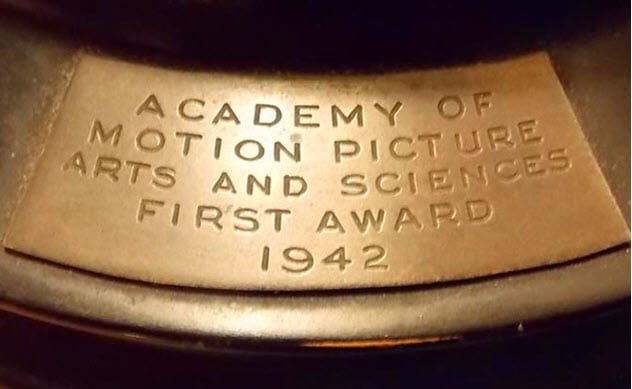 ACADEMY OF
MOTION PICTURE
ARTS AND SCIENCES
FIRST AWARD
1942